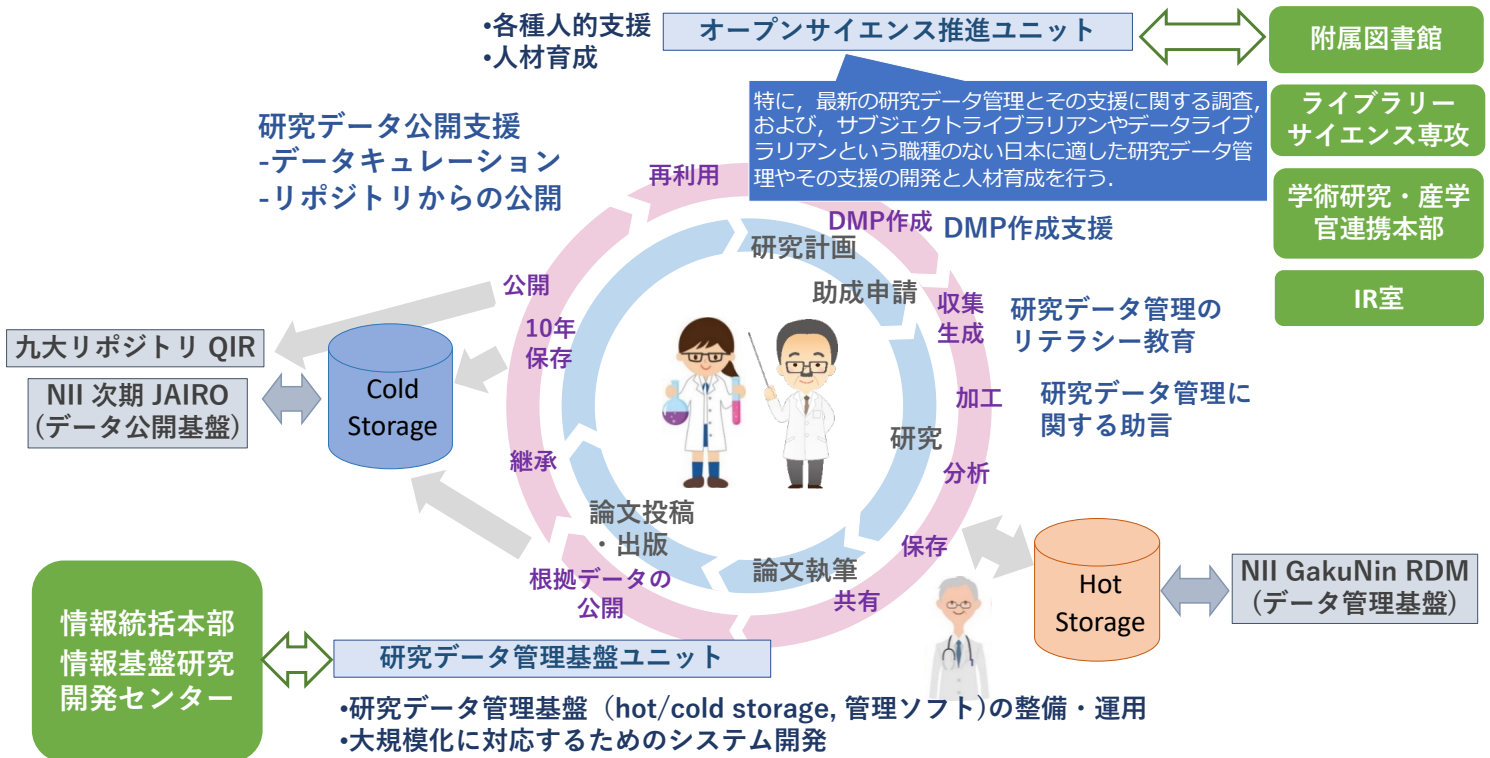 •各種人的支援
•人材育成
オープンサイエンス推進ユニット
附属図書館
特に，最新の研究データ管理とその支援に関する調査，
および，サブジェクトライブラリアンやデータライブ
ラリアンという職種のない日本に適した研究データ管
理やその支援の開発と人材育成を行う．
ライブラリー
サイエンス専攻
学術研究・産学
官連携本部
IR室
研究データ公開支援
-データキュレーション
-リポジトリからの公開
再利用
DMP作成
DMP作成支援
研究計画
助成申請
収集
生成
研究データ管理の
リテラシー教育
公開
10年
保存
九大リポジトリ QIR
NII 次期 JAIRO
(データ公開基盤)
Cold
Storage
加工
研究データ管理に
関する助言
研究
分析
継承
論文投稿
・出版
保存
論文執筆
共有
根拠データの
公開
Hot
Storage
NII GakuNin RDM
(データ管理基盤)
情報統括本部
情報基盤研究
開発センター
研究データ管理基盤ユニット
•研究データ管理基盤（hot/cold storage, 管理ソフト)の整備・運用
•大規模化に対応するためのシステム開発